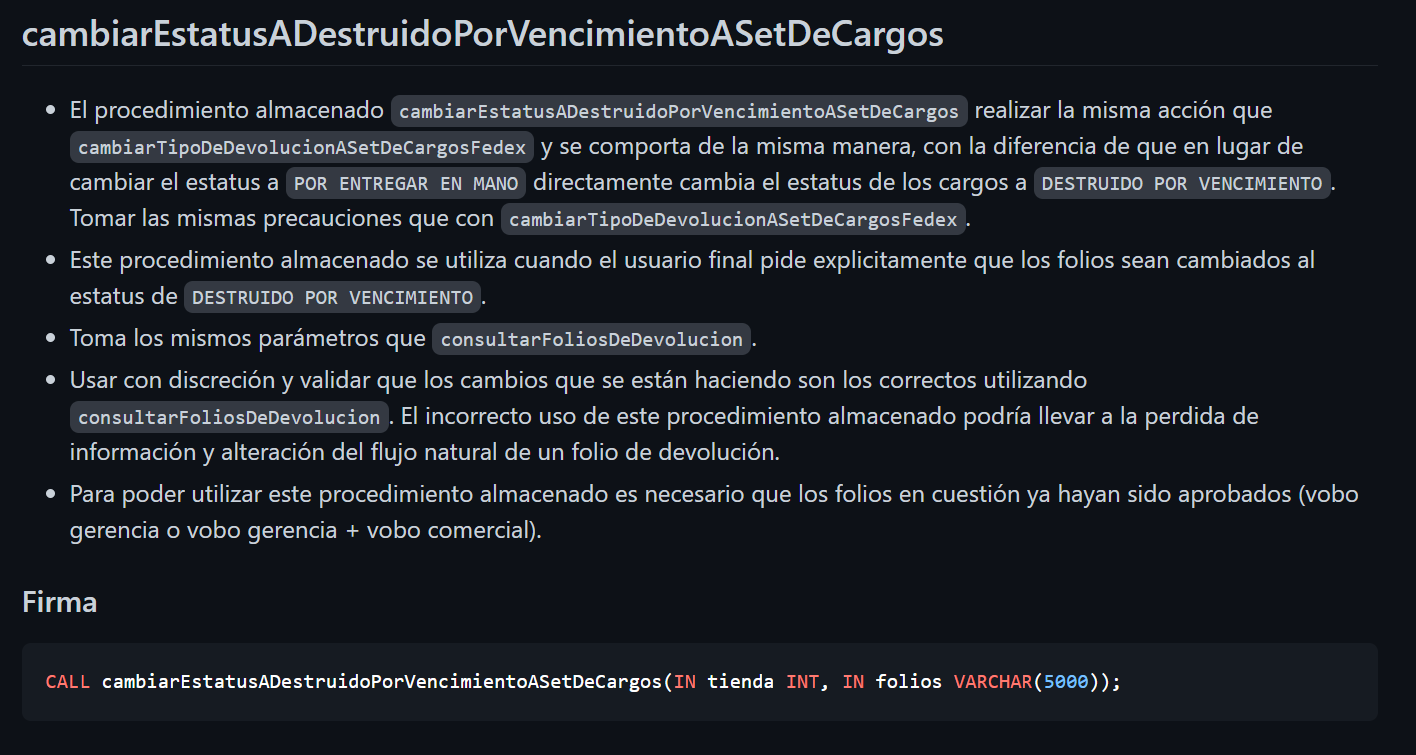 cambiarEstatusADestruidoPorVencimientoASetDeCargos
El procedimiento almacenado cambiarEstatusADestruidoPorVencimientoASetDeCargos realizar la misma acción que
cambiarTipoDeDevolucionASetDeCargosFedex y se comporta de la misma manera, con la diferencia de que en lugar de
cambiar el estatus a POR ENTREGAR EN MANO directamente cambia el estatus de los cargos a DESTRUIDO POR VENCIMIENTO.
Tomar las mismas precauciones que con cambiarTipoDeDevolucionASetDeCargosFedex.
Este procedimiento almacenado se utiliza cuando el usuario final pide explicitamente que los folios sean cambiados al
estatus de DESTRUIDO POR VENCIMIENTO.
Toma los mismos parámetros que consultarFoliosDeDevolucion.
Usar con discreción y validar que los cambios que se están haciendo son los correctos utilizando
consultarFoliosDeDevolucion. El incorrecto uso de este procedimiento almacenado podría llevar a la perdida de
información y alteración del flujo natural de un folio de devolución.
Para poder utilizar este procedimiento almacenado es necesario que los folios en cuestión ya hayan sido aprobados (vobo
gerencia o vobo gerencia + vobo comercial).
Firma
CALL cambiarEstatusADestruidoPorVencimientoASetDeCargos(IN tienda INT, IN folios VARCHAR(5000));